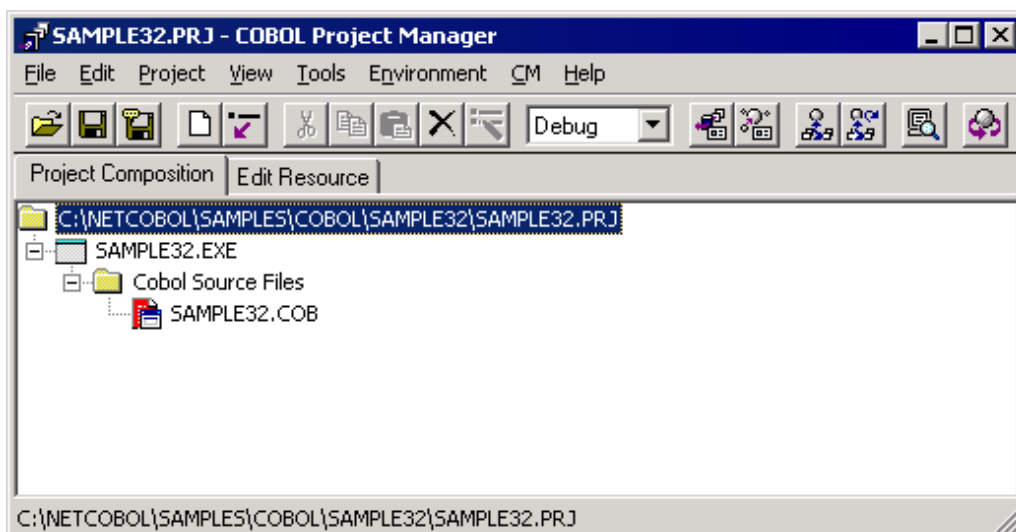 SAMPLE32.PRJ - COBOL Project Manager
File Edit Project View Tools Environment CM Help
Debug
Project Composition Edit Resource
C:\NETCOBOL\SAMPLES\COBOL\SAMPLE32\SAMPLE32.PRJ
SAMPLE32.EXE
Cobol Source Files
SAMPLE32.COB
C:\NETCOBOL\SAMPLES\COBOL\SAMPLE32\SAMPLE32.PRJ